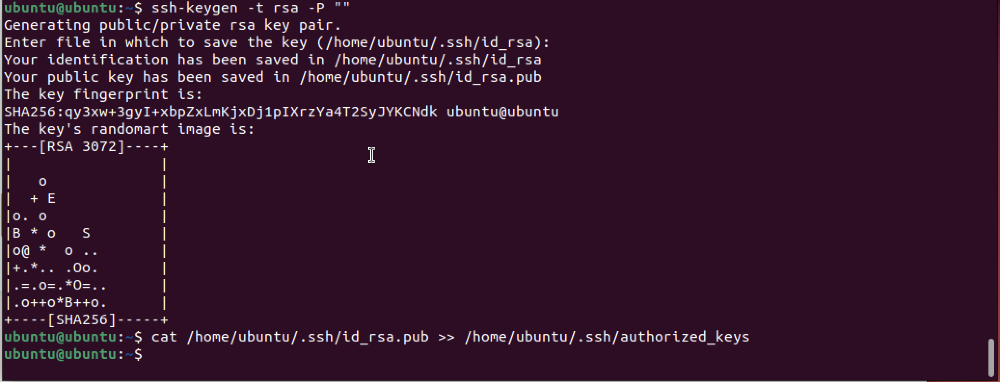 ubuntu@ubuntu:~$ ssh-keygen -t rsa -P ""
Generating public/private rsa key pair.
Enter file in which to save the key (/home/ubuntu/.ssh/id_rsa):
Your identification has been saved in /home/ubuntu/.ssh/id_rsa
Your public key has been saved in /home/ubuntu/.ssh/id_rsa.pub
The key fingerprint is:
SHA256:qy3xw+3gyI+xbpZxLmKjxDj1pIXrzYa4T2SyJYKCNdk ubuntu@ubuntu
The key's randomart image is:
+---[RSA 3072]----+
|                 |
|   o             |
|  + E            |
|o. o             |
|B * o   S        |
|o@ *  o ..       |
|+.*.. .Oo.       |
|.=.o=.*O=..      |
|.o++o*B++o.      |
+----[SHA256]-----+
ubuntu@ubuntu:~$ cat /home/ubuntu/.ssh/id_rsa.pub >> /home/ubuntu/.ssh/authorized_keys
ubuntu@ubuntu:~$